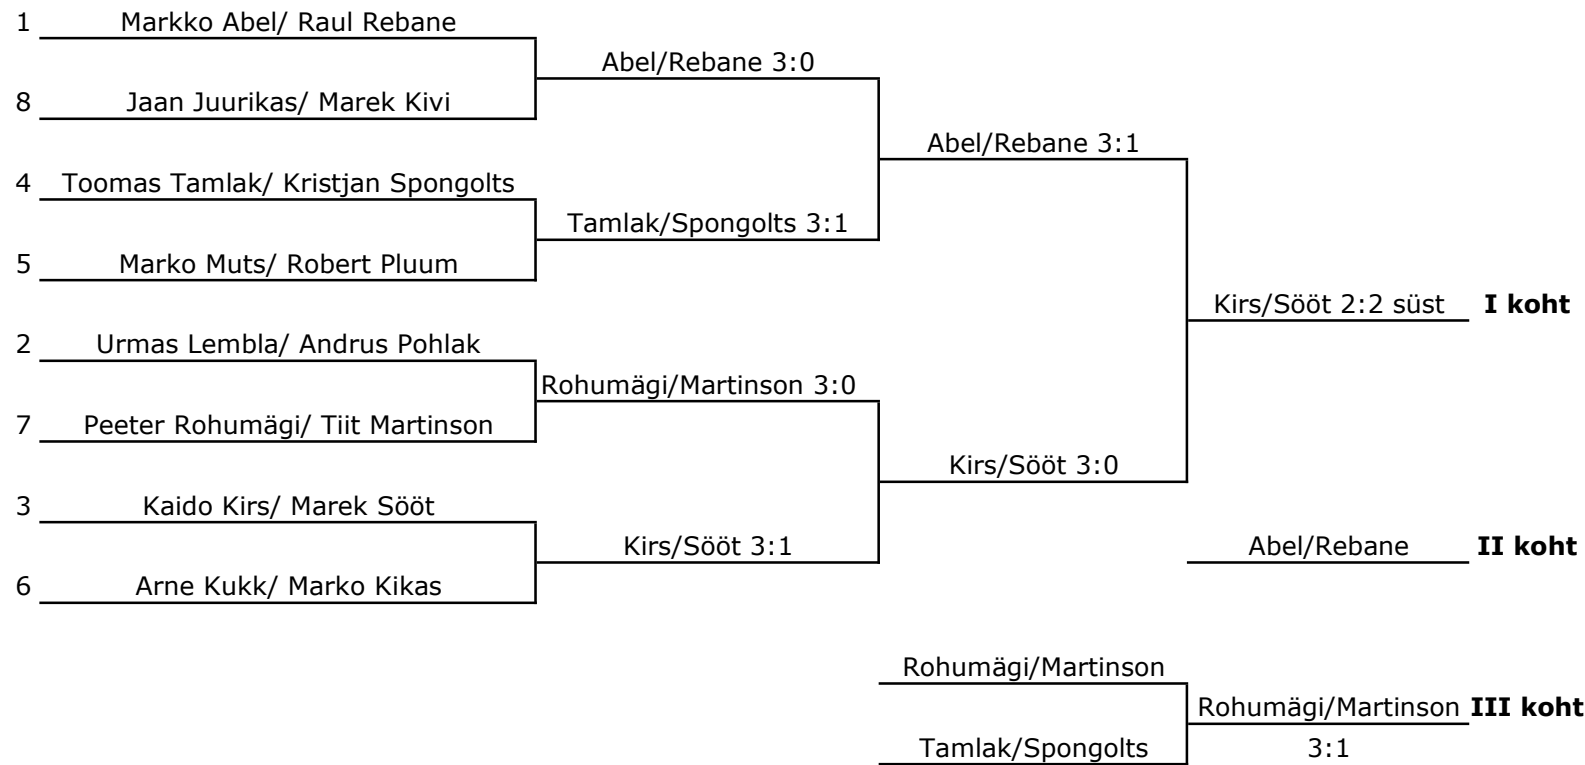 1 Markko Abel/ Raul Rebane
Abel/Rebane 3:0
8 Jaan Juurikas/ Marek Kivi
Abel/Rebane 3:1
4 Toomas Tamlak/ Kristjan Spongolts
Tamlak/Spongolts 3:1
5 Marko Muts/ Robert Pluum
Kirs/Sööt 2:2 süst I koht
2 Urmas Lembla/ Andrus Pohlak
Rohumägi/Martinson 3:0
7 Peeter Rohumägi/ Tiit Martinson
Kirs/Sööt 3:0
3 Kaido Kirs/ Marek Sööt
Kirs/Sööt 3:1
Abel/Rebane II koht
6 Arne Kukk/ Marko Kikas
Rohumägi/Martinson
Rohumägi/Martinson III koht
Tamlak/Spongolts 3:1